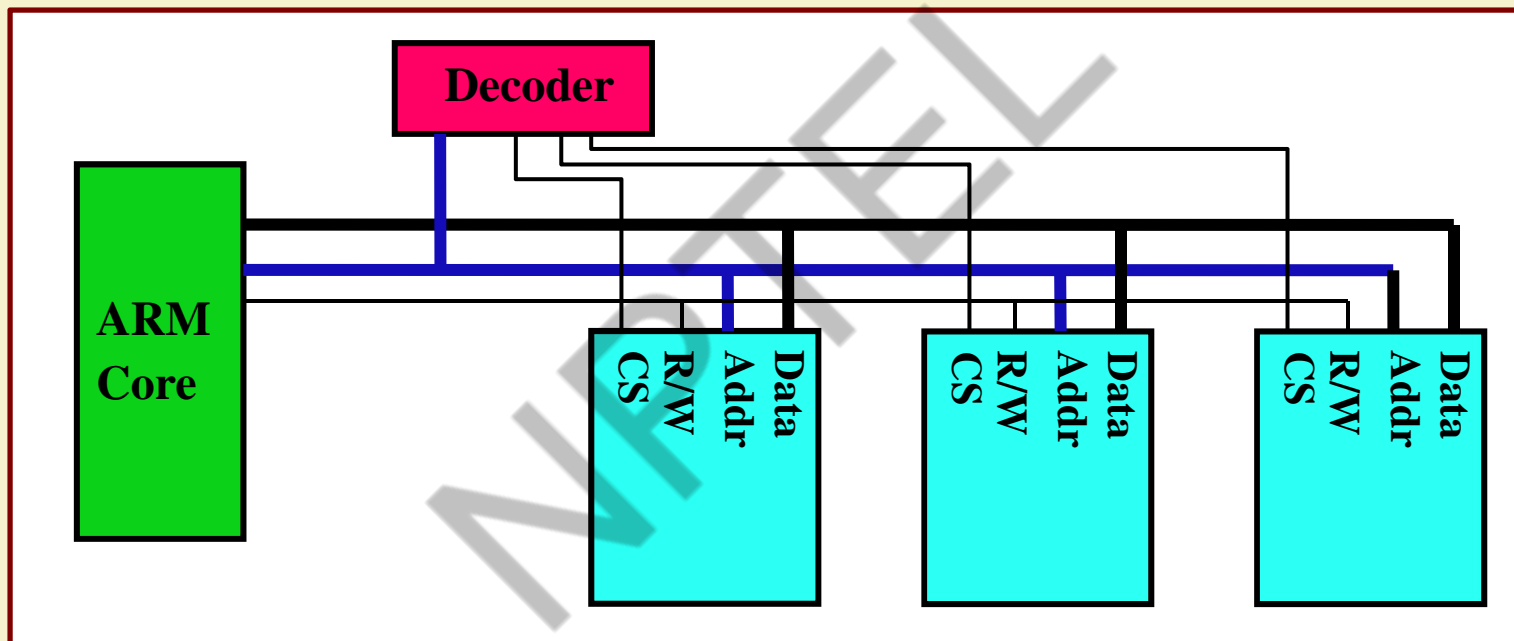 Decoder
ARM
Core
CS
R/W
Addr
Data
CS
R/W
Addr
Data
CS
R/W
Addr
Data
NPTEL